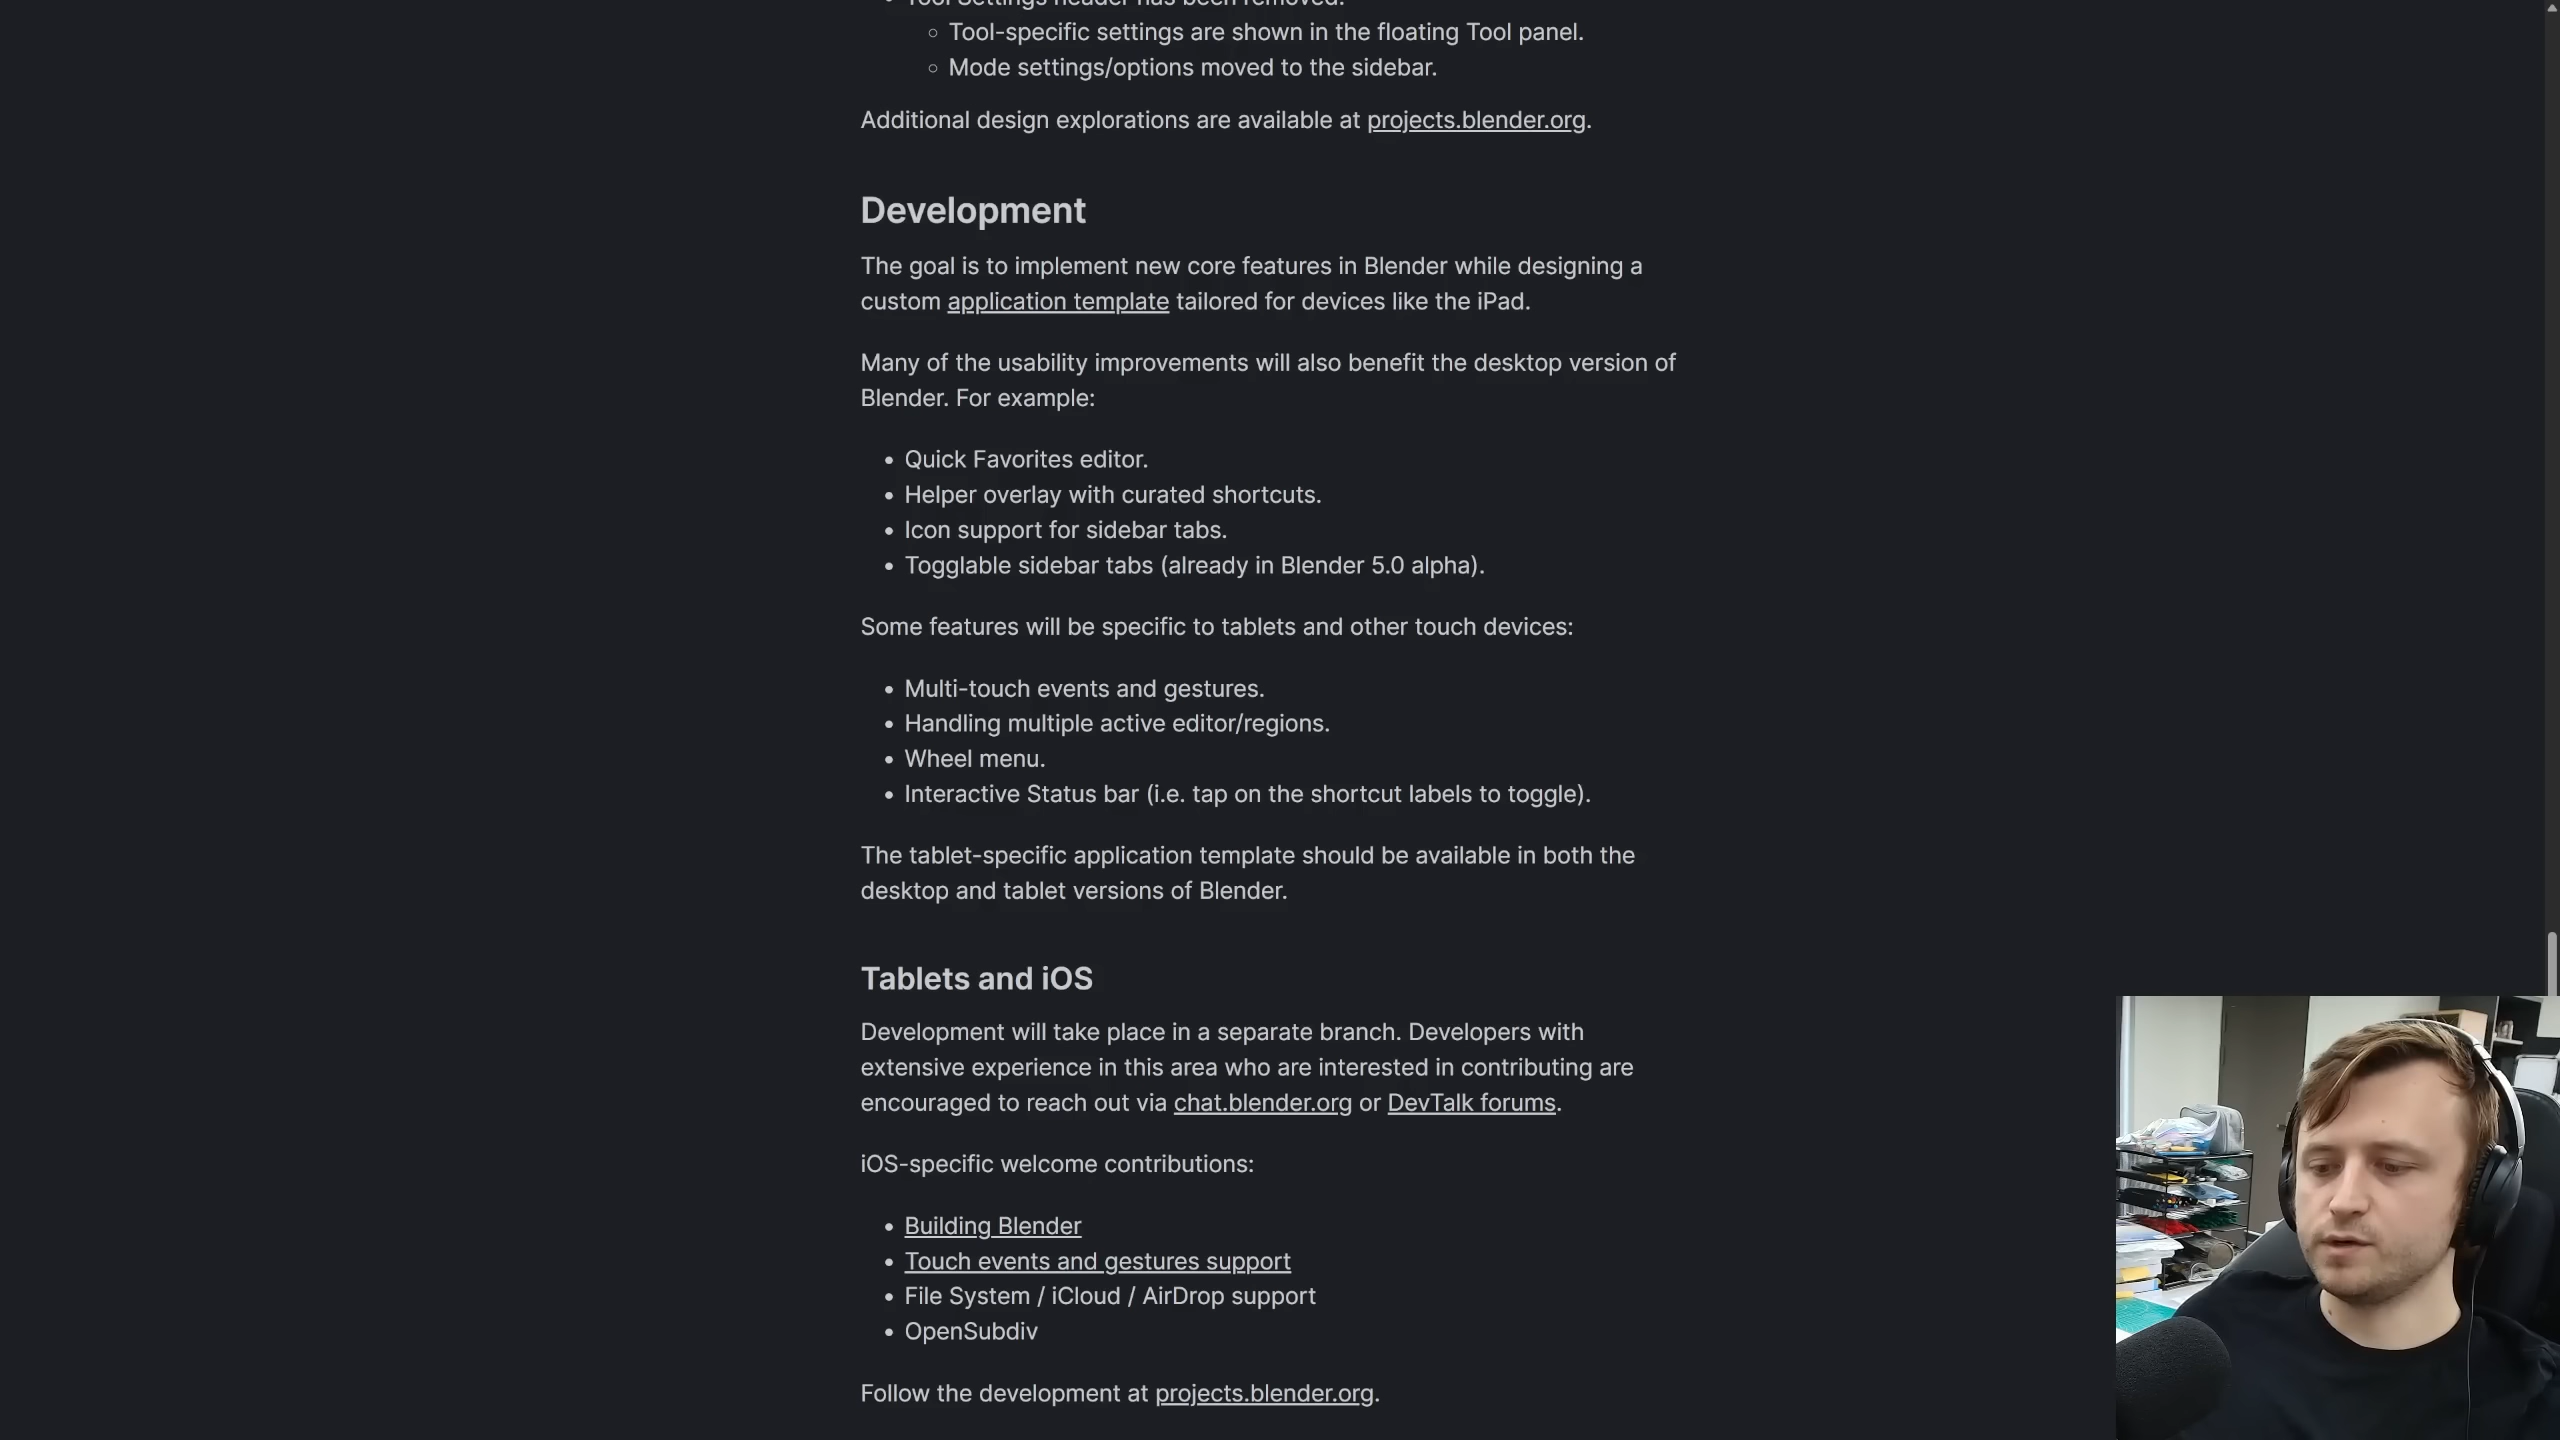 Tool Settings header has been removed.
Tool-specific settings are shown in the floating Tool panel.
Mode settings/options moved to the sidebar.
Additional design explorations are available at projects.blender.org.
Development
The goal is to implement new core features in Blender while designing a
custom application template tailored for devices like the iPad.
Many of the usability improvements will also benefit the desktop version of
Blender. For example:
Quick Favorites editor.
Helper overlay with curated shortcuts.
Icon support for sidebar tabs.
Togglable sidebar tabs (already in Blender 5.0 alpha).
Some features will be specific to tablets and other touch devices:
Multi-touch events and gestures.
Handling multiple active editor/regions.
Wheel menu.
Interactive Status bar (i.e. tap on the shortcut labels to toggle).
The tablet-specific application template should be available in both the
desktop and tablet versions of Blender.
Tablets and iOS
Development will take place in a separate branch. Developers with
extensive experience in this area who are interested in contributing are
encouraged to reach out via chat.blender.org or DevTalk forums.
iOS-specific welcome contributions:
Building Blender
Touch events and gestures support
File System / iCloud / AirDrop support
OpenSubdiv
Follow the development at projects.blender.org.